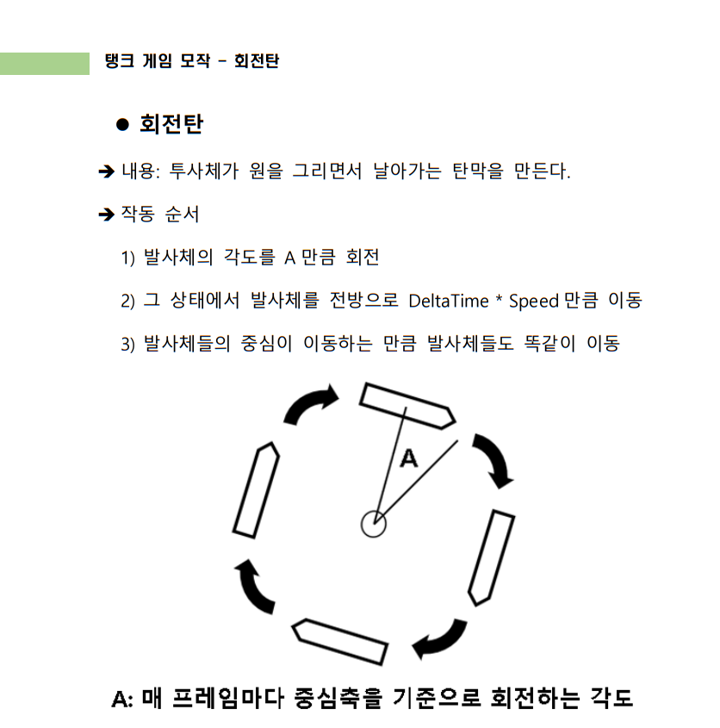 탱크 게임 모작 – 회전탄
● 회전탄
➔ 내용: 투사체가 원을 그리면서 날아가는 탄막을 만든다.
➔ 작동 순서
1) 발사체의 각도를 A 만큼 회전
2) 그 상태에서 발사체를 전방으로 DeltaTime * Speed 만큼 이동
3) 발사체들의 중심이 이동하는 만큼 발사체들도 똑같이 이동
A
A: 매 프레임마다 중심축을 기준으로 회전하는 각도